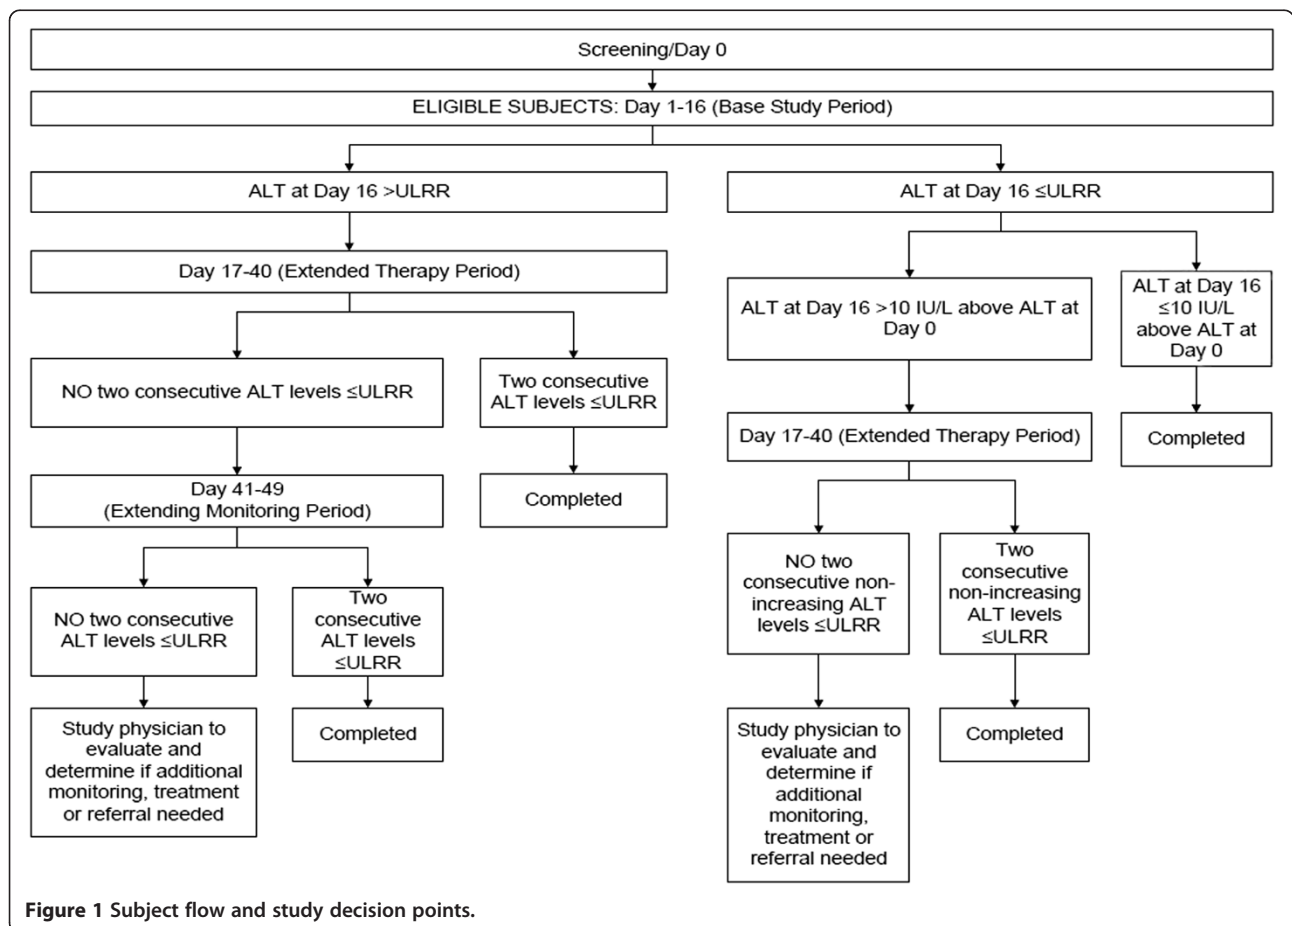 Screening/Day 0
ELIGIBLE SUBJECTS: Day 1-16 (Base Study Period)
ALT at Day 16 >ULRR
ALT at Day 16 ≤ULRR
Day 17-40 (Extended Therapy Period)
ALT at Day 16 >10 IU/L above ALT at
Day 0
ALT at Day 16
≤10 IU/L
above ALT at
Day 0
NO two consecutive ALT levels ≤ULRR
Two consecutive
ALT levels ≤ULRR
Day 17-40 (Extended Therapy Period)
Completed
Day 41-49
(Extending Monitoring Period)
Completed
NO two consecutive
ALT levels ≤ULRR
Two
consecutive
ALT levels
≤ULRR
NO two
consecutive non-
increasing ALT
levels ≤ULRR
Two
consecutive
non-increasing
ALT levels
≤ULRR
Study physician to
evaluate and
determine if additional
monitoring, treatment
or referral needed
Completed
Study physician to
evaluate and
determine if
additional
monitoring,
treatment or
referral needed
Completed
Figure 1 Subject flow and study decision points.